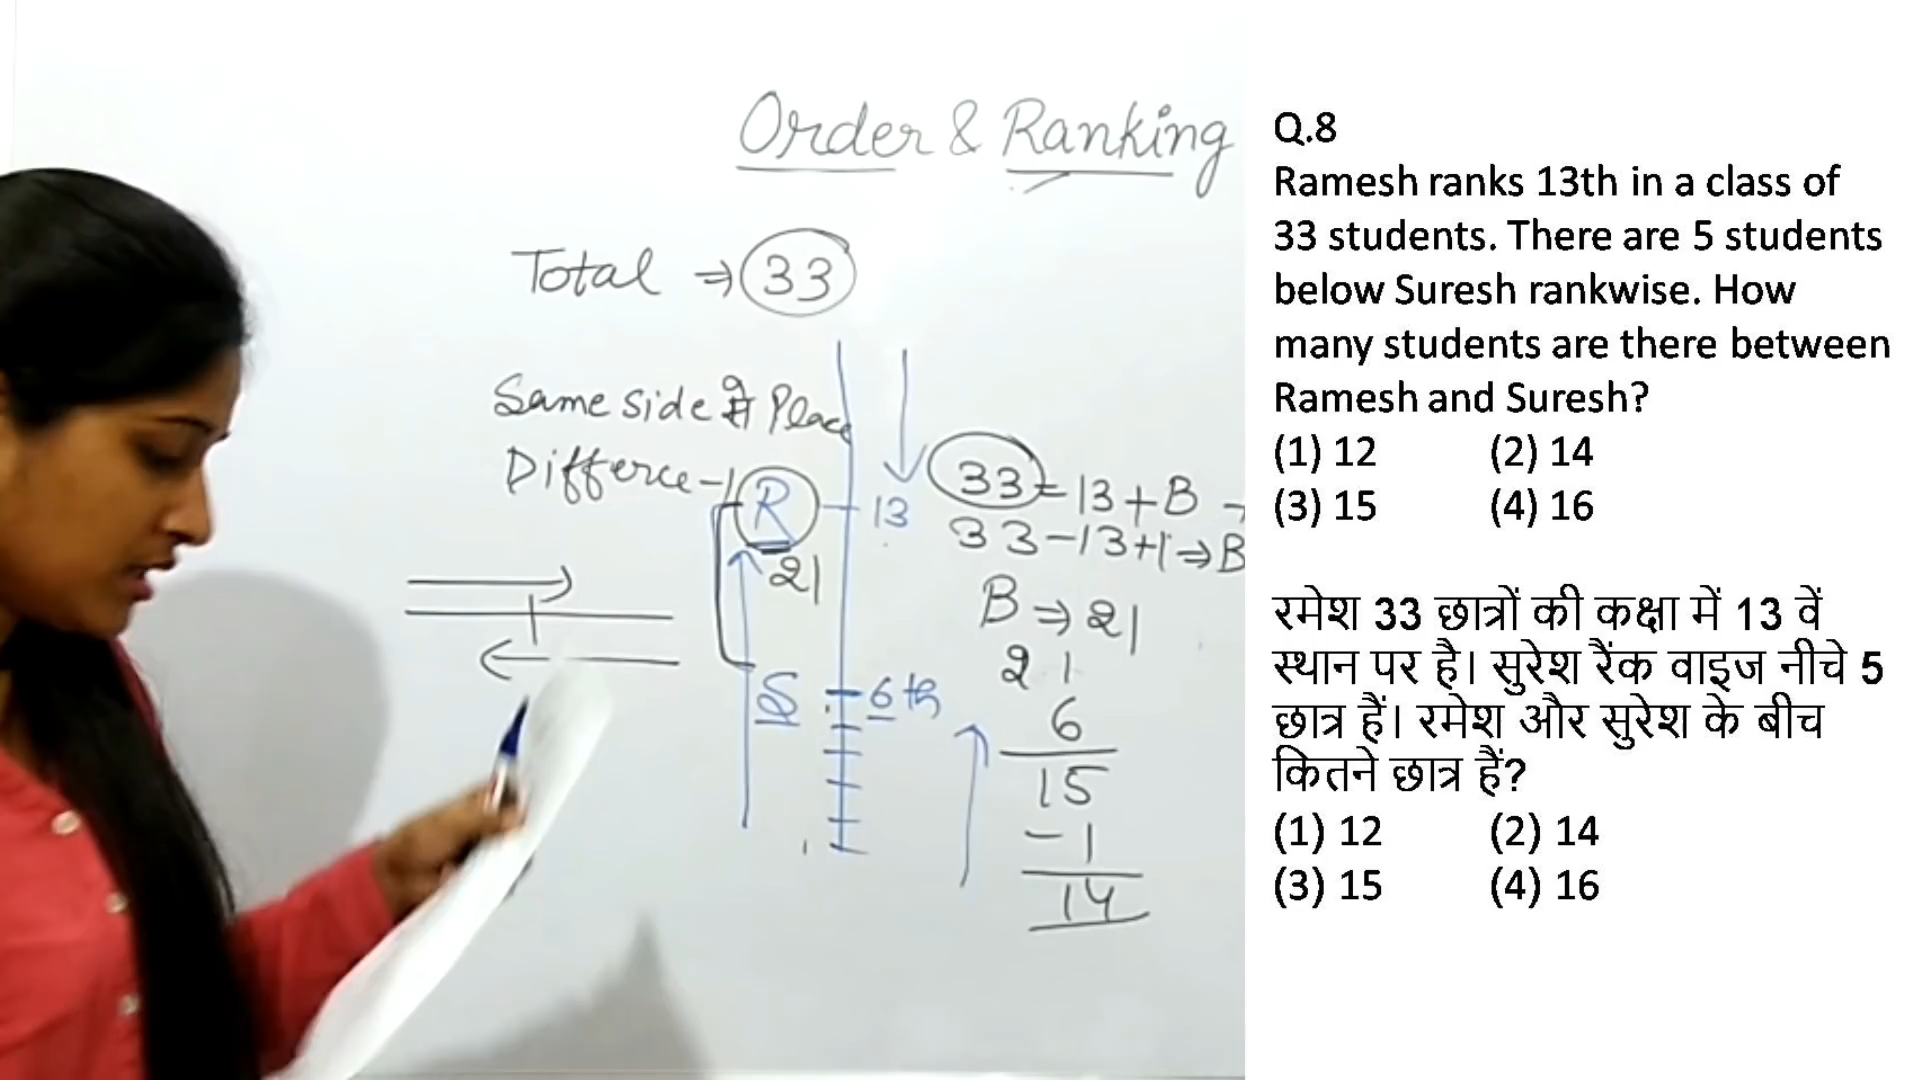 Order & Ranking
Total ⇒ 33
Same side में Place
Differce -1
R 13
21
S 6th
33 = 13 + B -
33 - 13 + 1 ⇒ B
B ⇒ 21
21
6
15
- 1
14
Q.8
Ramesh ranks 13th in a class of
33 students. There are 5 students
below Suresh rankwise. How
many students are there between
Ramesh and Suresh?
(1) 12 (2) 14
(3) 15 (4) 16
रमेश 33 छात्रों की कक्षा में 13 वें
स्थान पर है। सुरेश रैंक वाइज नीचे 5
छात्र हैं। रमेश और सुरेश के बीच
कितने छात्र हैं?
(1) 12 (2) 14
(3) 15 (4) 16